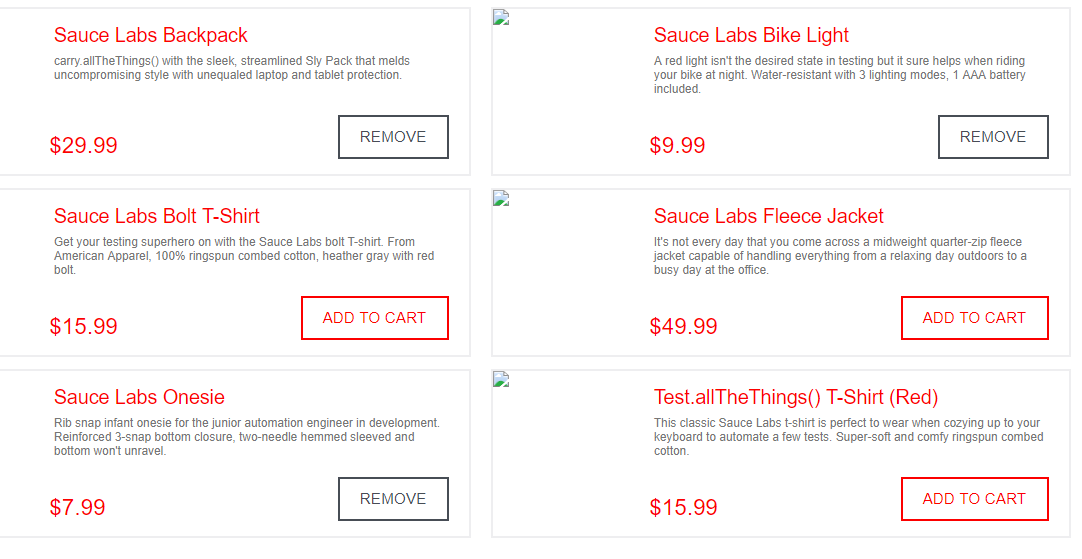 Sauce Labs Backpack
carry.allTheThings() with the sleek, streamlined Sly Pack that melds
uncompromising style with unequaled laptop and tablet protection.
$29.99
REMOVE
Sauce Labs Bike Light
A red light isn't the desired state in testing but it sure helps when riding
your bike at night. Water-resistant with 3 lighting modes, 1 AAA battery
included.
$9.99
REMOVE
Sauce Labs Bolt T-Shirt
Get your testing superhero on with the Sauce Labs bolt T-shirt. From
American Apparel, 100% ringspun combed cotton, heather gray with red
bolt.
$15.99
ADD TO CART
Sauce Labs Fleece Jacket
It's not every day that you come across a midweight quarter-zip fleece
jacket capable of handling everything from a relaxing day outdoors to a
busy day at the office.
$49.99
ADD TO CART
Sauce Labs Onesie
Rib snap infant onesie for the junior automation engineer in development.
Reinforced 3-snap bottom closure, two-needle hemmed sleeved and
bottom won't unravel.
$7.99
REMOVE
Test.allTheThings() T-Shirt (Red)
This classic Sauce Labs t-shirt is perfect to wear when cozying up to your
keyboard to automate a few tests. Super-soft and comfy ringspun combed
cotton.
$15.99
ADD TO CART